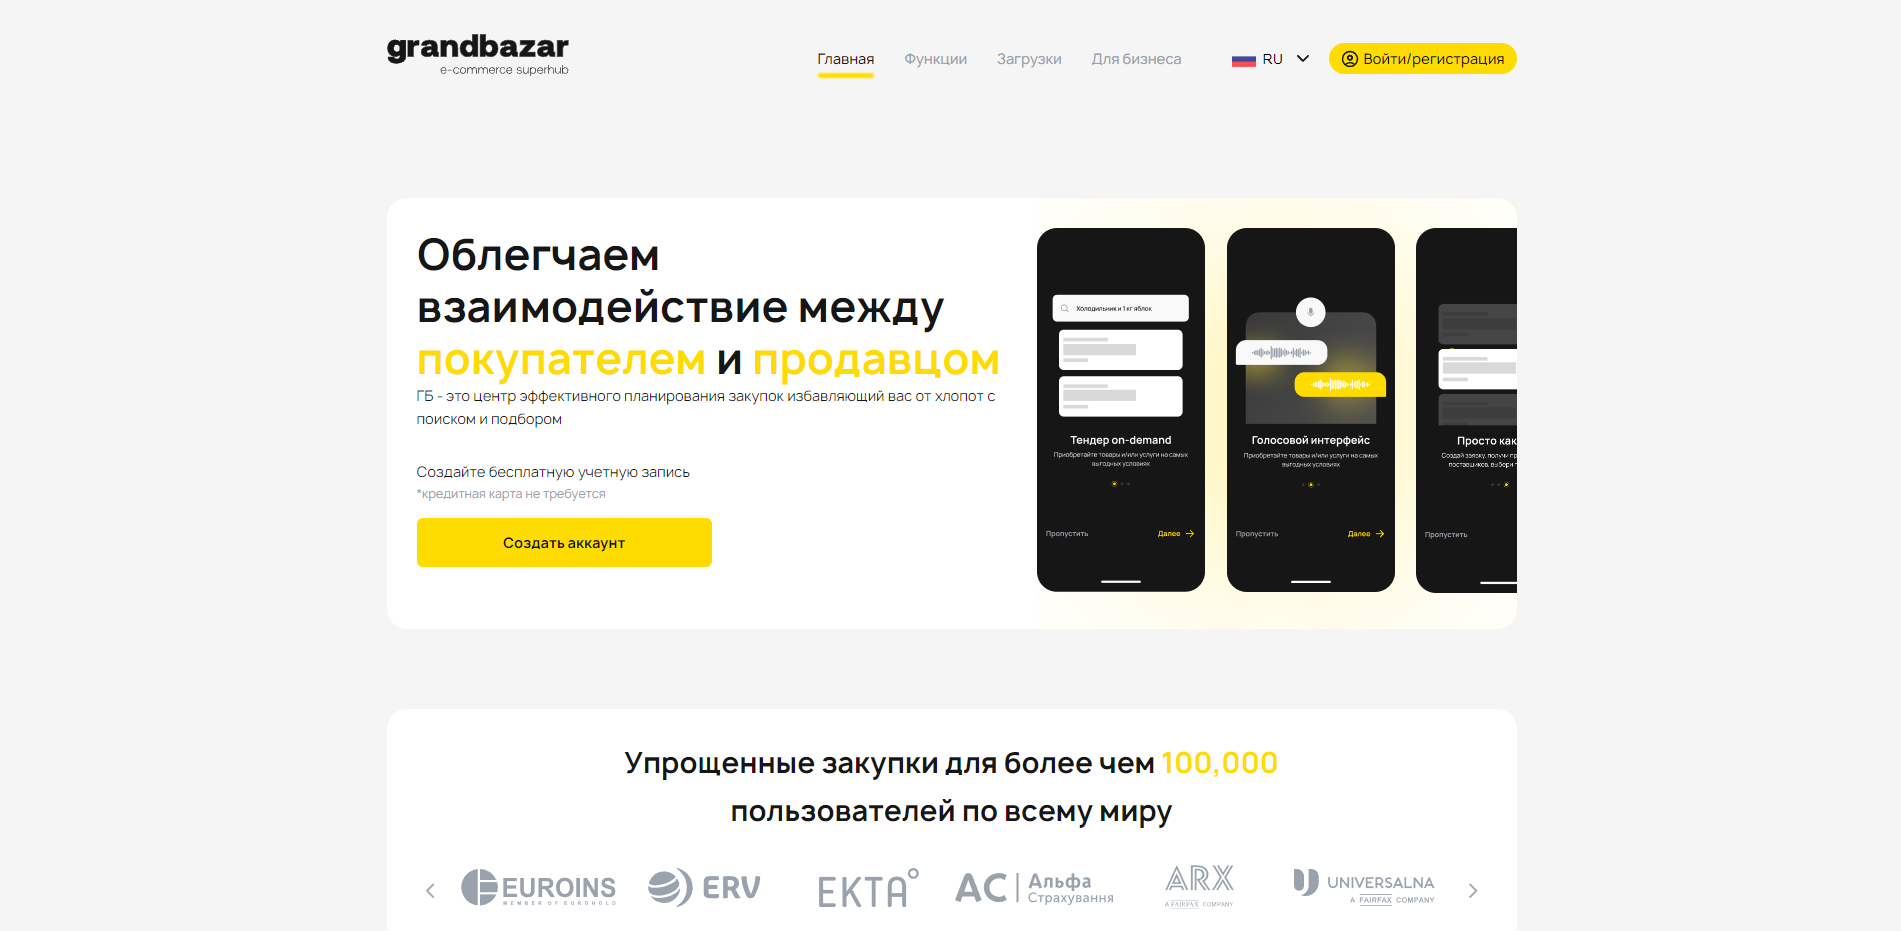 grandbazar
e-commerce superhub
Главная
Функции
Загрузки
Для бизнеса
RU
Войти/регистрация
Облегчаем
взаимодействие между
покупателем и продавцом
ГБ - это центр эффективного планирования закупок избавляющий вас от хлопот с
поиском и подбором
Создайте бесплатную учетную запись
*кредитная карта не требуется
Создать аккаунт
Холодильник и 1 кг яблок
Тендер on-demand
Приобретайте товары и/или услуги на самых
выгодных условиях
Пропустить
Далее
Голосовой интерфейс
Приобретайте товары и/или услуги на самых
выгодных условиях
Пропустить
Далее
Просто как
Создай заявку, получи пр
поставщиков, выбери
Пропустить
Упрощенные закупки для более чем 100,000
пользователей по всему миру
EUROINS
MEMBER OF EUROHOLD
ERV
EKTA
АС Альфа
Страхування
ARX
A FAIRFAX COMPANY
UNIVERSALNA
A FAIRFAX COMPANY